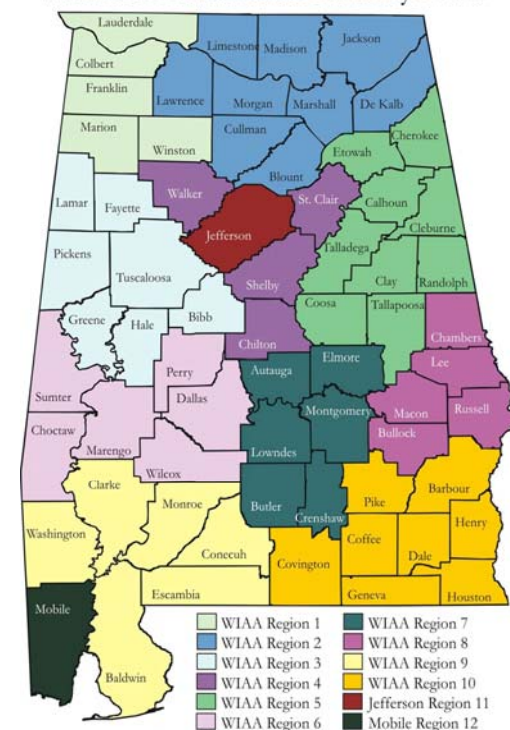 Lauderdale
Limestone
Madison
Jackson
Colbert
Franklin
Lawrence
Morgan
Marshall
De Kalb
Marion
Winston
Cullman
Blount
Etowah
Cherokee
Lamar
Fayette
Walker
Jefferson
St. Clair
Calhoun
Cleburne
Talladega
Pickens
Tuscaloosa
Shelby
Clay
Randolph
Greene
Hale
Bibb
Chilton
Coosa
Tallapoosa
Chambers
Sumter
Perry
Autauga
Elmore
Lee
Dallas
Montgomery
Macon
Russell
Choctaw
Marengo
Lowndes
Bullock
Wilcox
Clarke
Monroe
Butler
Crenshaw
Pike
Barbour
Washington
Conecuh
Covington
Coffee
Dale
Henry
Mobile
Escambia
Geneva
Houston
Baldwin
WIAA Region 1
WIAA Region 2
WIAA Region 3
WIAA Region 4
WIAA Region 5
WIAA Region 6
WIAA Region 7
WIAA Region 8
WIAA Region 9
WIAA Region 10
Jefferson Region 11
Mobile Region 12